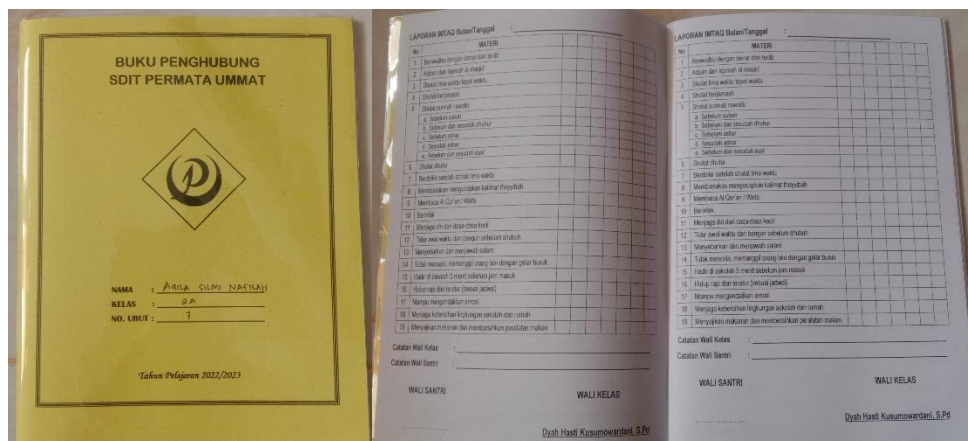 BUKU PENGHUBUNG
SDIT PERMATA UMMAT
NAMA : AQILA SILMI NAFISAH
KELAS : 2A
NO. URUT : 7
Tahun Pelajaran 2022/2023
LAPORAN IMTAQ Bulan/Tanggal :
No MATERI
1 Berwudhu dengan benar dan tertib
2 Adzan dan iqomah di masjid
3 Sholat lima waktu tepat waktu
4 Sholat berjamaah
5 Sholat sunnah rawatib
a. Sebelum subuh
b. Sebelum dan sesudah dhuhur
c. Sebelum ashar
d. Sesudah ashar
e. Sebelum dan sesudah isya'
6 Sholat dhuha
7 Berdzikir setelah sholat lima waktu
8 Membiasakan mengucapkan kalimat thoyyibah
9 Membaca Al Qur'an / Wafa
10 Berinfak
11 Menjaga diri dari dosa-dosa kecil
12 Tidur awal waktu dan bangun sebelum shubuh
13 Menyebarkan dan menjawab salam
14 Tidak mencela, memanggil orang lain dengan gelar buruk
15 Hadir di sekolah 5 menit sebelum jam masuk
16 Hidup rapi dan teratur (sesuai jadwal)
17 Mampu mengendalikan emosi
18 Menjaga kebersihan lingkungan sekolah dan rumah
19 Menyajikan makanan dan membersihkan peralatan makan
Catatan Wali Kelas :
Catatan Wali Santri :
WALI SANTRI WALI KELAS
Dyah Hasti Kusumowardani, S.Pd
LAPORAN IMTAQ Bulan/Tanggal :
No MATERI
1 Berwudhu dengan benar dan tertib
2 Adzan dan iqomah di masjid
3 Sholat lima waktu tepat waktu
4 Sholat berjamaah
5 Sholat sunnah rawatib
a. Sebelum subuh
b. Sebelum dan sesudah dhuhur
c. Sebelum ashar
d. Sesudah ashar
e. Sebelum dan sesudah isya'
6 Sholat dhuha
7 Berdzikir setelah sholat lima waktu
8 Membiasakan mengucapkan kalimat thoyyibah
9 Membaca Al Qur'an / Wafa
10 Berinfak
11 Menjaga diri dari dosa-dosa kecil
12 Tidur awal waktu dan bangun sebelum shubuh
13 Menyebarkan dan menjawab salam
14 Tidak mencela, memanggil orang lain dengan gelar buruk
15 Hadir di sekolah 5 menit sebelum jam masuk
16 Hidup rapi dan teratur (sesuai jadwal)
17 Mampu mengendalikan emosi
18 Menjaga kebersihan lingkungan sekolah dan rumah
19 Menyajikan makanan dan membersihkan peralatan makan
Catatan Wali Kelas :
Catatan Wali Santri :
WALI SANTRI WALI KELAS
Dyah Hasti Kusumowardani, S.Pd